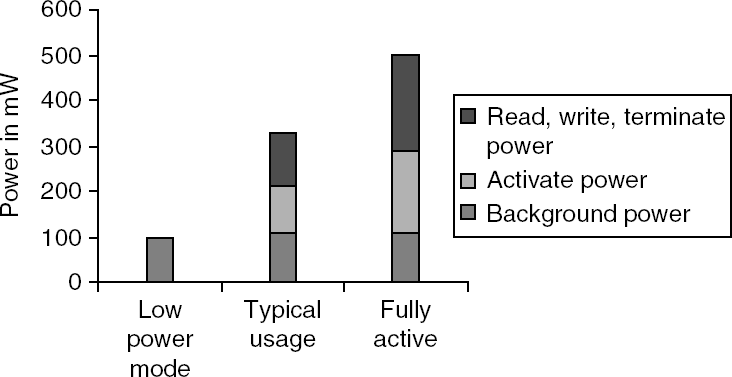 600
500
400
300
200
100
0
Power in mW
Low
power
mode
Typical
usage
Fully
active
Read, write, terminate
power
Activate power
Background power